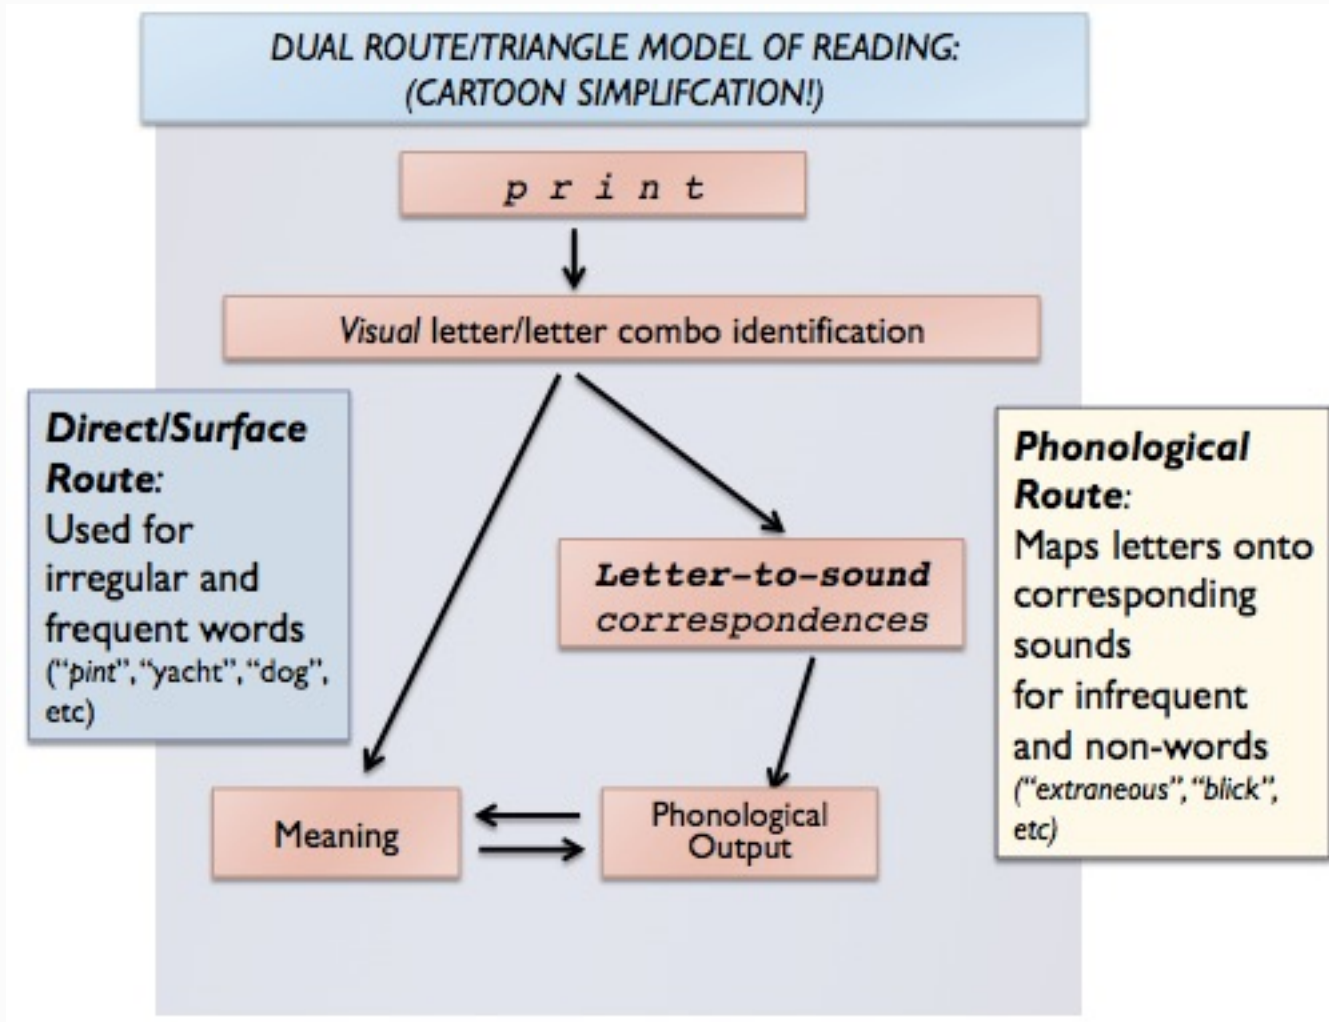 DUAL ROUTE/TRIANGLE MODEL OF READING:
(CARTOON SIMPLIFCATION!)
p r i n t
Visual letter/letter combo identification
Direct/Surface
Route:
Used for
irregular and
frequent words
("pint", "yacht", "dog",
etc)
Phonological
Route:
Maps letters onto
corresponding
sounds
for infrequent
and non-words
("extraneous", "blick",
etc)
Letter-to-sound
correspondences
Meaning
Phonological
Output